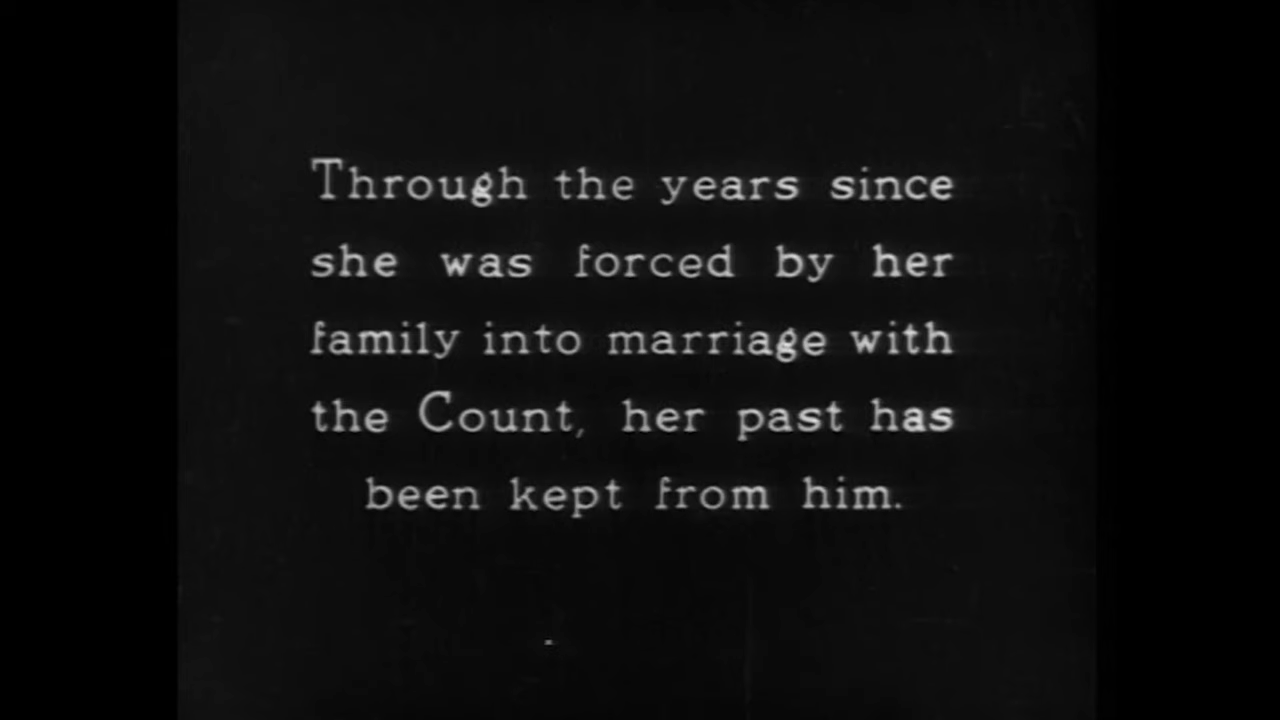 Through the years since
she was forced by her
family into marriage with
the Count, her past has
been kept from him.